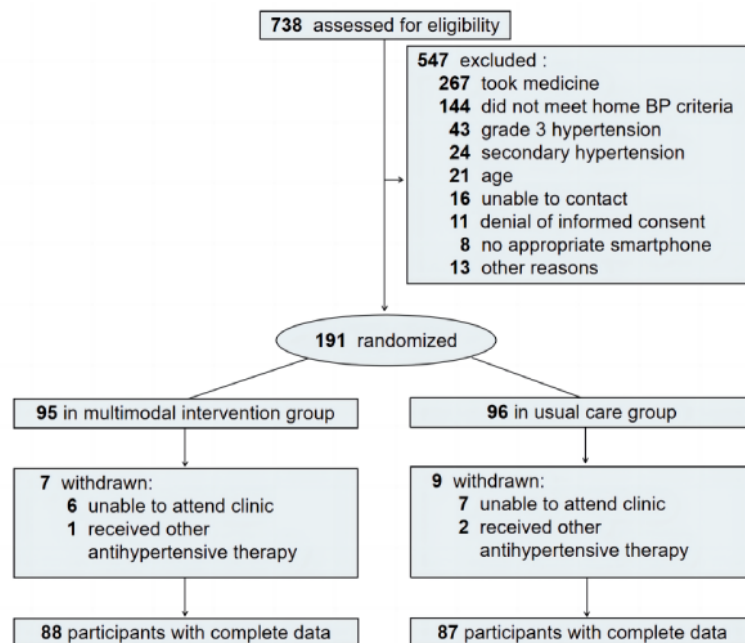 738 assessed for eligibility
547 excluded :
267 took medicine
144 did not meet home BP criteria
43 grade 3 hypertension
24 secondary hypertension
21 age
16 unable to contact
11 denial of informed consent
8 no appropriate smartphone
13 other reasons
191 randomized
95 in multimodal intervention group
96 in usual care group
7 withdrawn:
6 unable to attend clinic
1 received other
antihypertensive therapy
9 withdrawn:
7 unable to attend clinic
2 received other
antihypertensive therapy
88 participants with complete data
87 participants with complete data